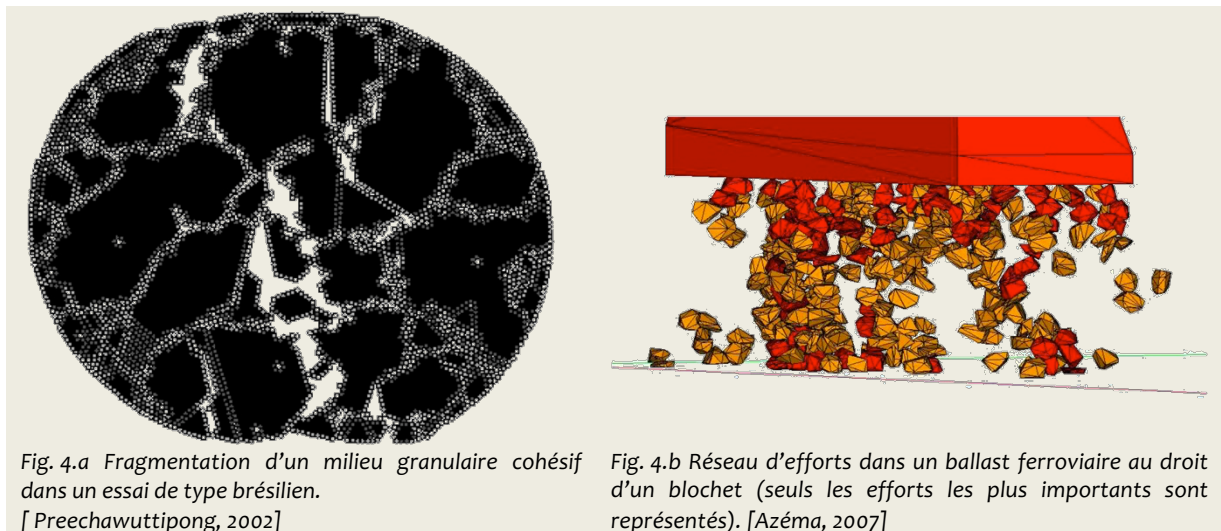 Fig. 4.a Fragmentation d'un milieu granulaire cohésif
dans un essai de type brésilien.
[ Preechawuttipong, 2002]
Fig. 4.b Réseau d'efforts dans un ballast ferroviaire au droit
d'un blochet (seuls les efforts les plus importants sont
représentés). [Azéma, 2007]